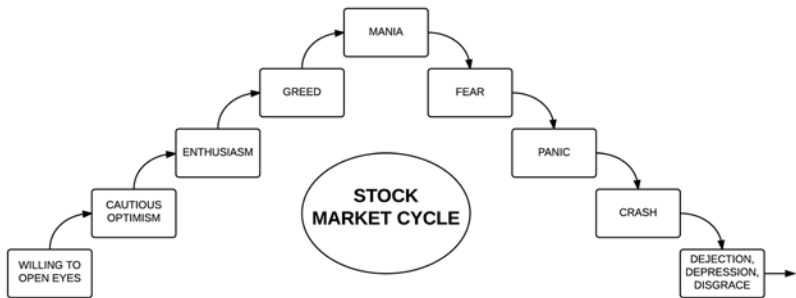 MANIA
GREED
FEAR
ENTHUSIASM
PANIC
STOCK
MARKET CYCLE
CAUTIOUS
OPTIMISM
CRASH
WILLING TO
OPEN EYES
DEJECTION,
DEPRESSION,
DISGRACE